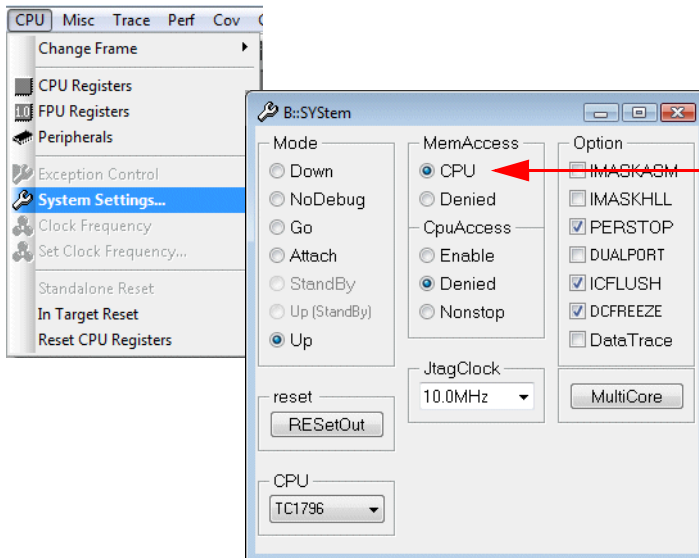 CPU Misc Trace Perf Cov
Change Frame
CPU Registers
FPU Registers
Peripherals
Exception Control
System Settings...
Clock Frequency
Set Clock Frequency...
Standalone Reset
In Target Reset
Reset CPU Registers
B::SYStem
Mode
Down
NoDebug
Go
Attach
StandBy
Up (StandBy)
Up
reset
RESetOut
CPU
TC1796
MemAccess
CPU
Denied
CpuAccess
Enable
Denied
Nonstop
JtagClock
10.0MHz
Option
IMASKASM
IMASKHLL
PERSTOP
DUALPORT
ICFLUSH
DCFREEZE
DataTrace
MultiCore